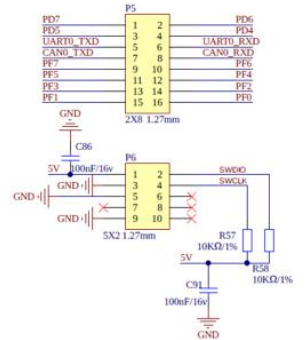 P5
PD7 1 2 PD6
PD5 3 4 PD4
UART0_TXD 5 6 UART0_RXD
CAN0_TXD 7 8 CAN0_RXD
PF7 9 10 PF6
PF5 11 12 PF4
PF3 13 14 PF2
PF1 15 16 PF0
2X8 1.27mm
GND
C86
5V 100nF/16v
P6
1 2 SWDIO
GND 3 4 SWCLK
GND 5 6
7 8
GND 9 10
5X2 1.27mm
R57
10KΩ/1%
5V
R58
10KΩ/1%
C91
100nF/16v
GND